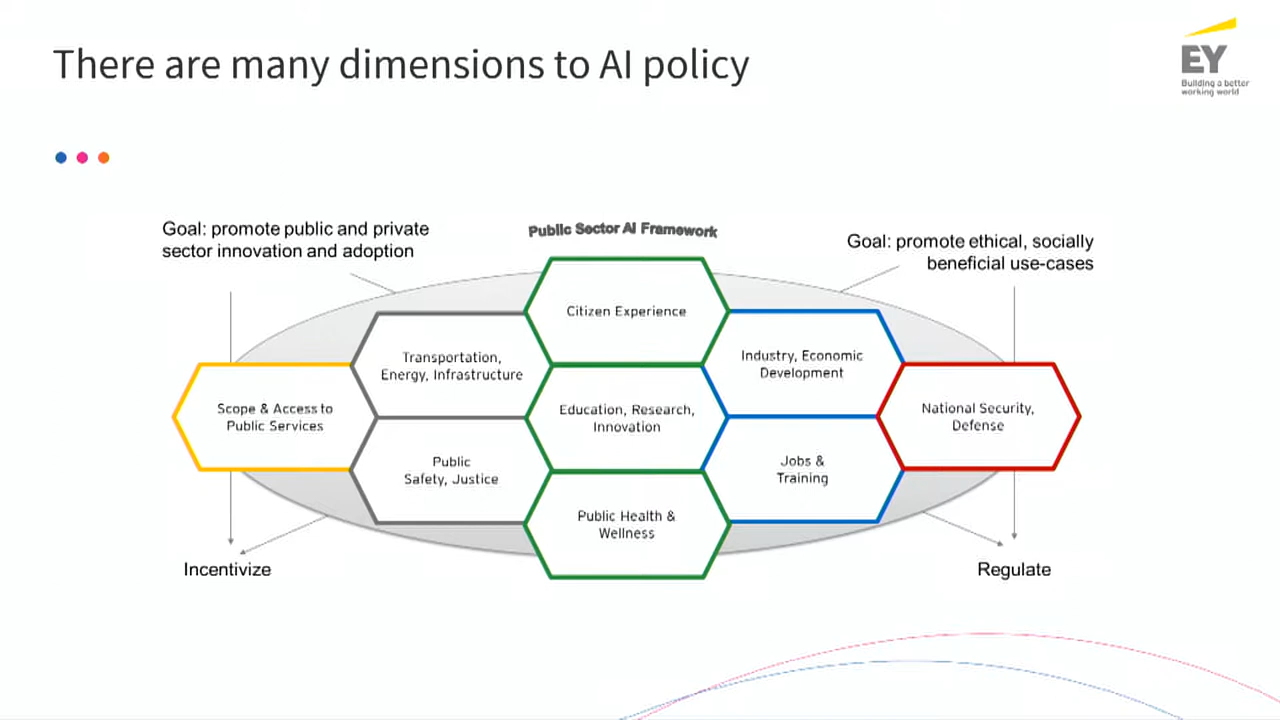 There are many dimensions to AI policy
EY
Building a better
working world
Goal: promote public and private
sector innovation and adoption
Public Sector AI Framework
Goal: promote ethical, socially
beneficial use-cases
Citizen Experience
Transportation,
Energy, Infrastructure
Industry, Economic
Development
Scope & Access to
Public Services
Education, Research,
Innovation
National Security,
Defense
Public
Safety, Justice
Jobs &
Training
Public Health &
Wellness
Incentivize
Regulate